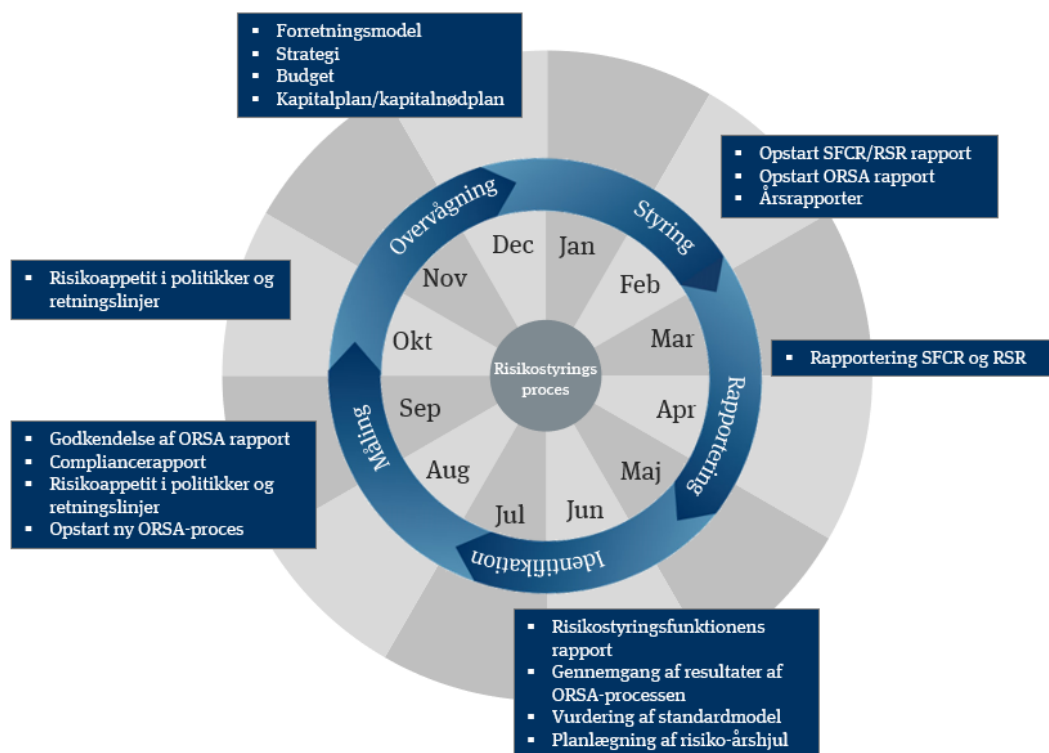 ▪ Forretningsmodel
▪ Strategi
▪ Budget
▪ Kapitalplan/kapitalnødplan
▪ Opstart SFCR/RSR rapport
▪ Opstart ORSA rapport
▪ Årsrapporter
▪ Rapportering SFCR og RSR
▪ Risikostyringsfunktionens
rapport
▪ Gennemgang af resultater af
ORSA-processen
▪ Vurdering af standardmodel
▪ Planlægning af risiko-årshjul
▪ Godkendelse af ORSA rapport
▪ Compliancerapport
▪ Risikoappetit i politikker og
retningslinjer
▪ Opstart ny ORSA-proces
▪ Risikoappetit i politikker og
retningslinjer
Styring
Rapportering
Identifikation
Måling
Overvågning
Jan
Feb
Mar
Apr
Maj
Jun
Jul
Aug
Sep
Okt
Nov
Dec
Risikostyrings
proces